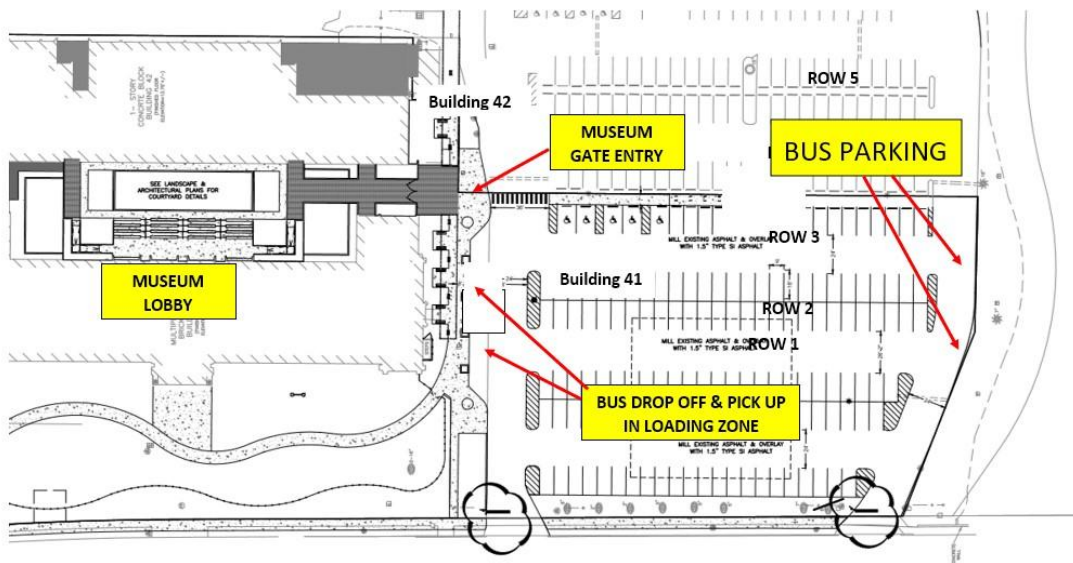 ROW 5
1- STORY
CONCRETE BLOCK
BUILDING 42
Building 42
MUSEUM
GATE ENTRY
BUS PARKING
SEE LANDSCAPE &
ARCHITECTURAL PLANS FOR
COURTYARD DETAILS
ROW 3
MILL EXISTING ASPHALT & OVERLAY
WITH 1.5" TYPE SI ASPHALT
MUSEUM
LOBBY
Building 41
ROW 2
ROW 1
MILL EXISTING ASPHALT & OVERLAY
WITH 1.5" TYPE SI ASPHALT
BUS DROP OFF & PICK UP
IN LOADING ZONE
MILL EXISTING ASPHALT & OVERLAY
WITH 1.5" TYPE SI ASPHALT